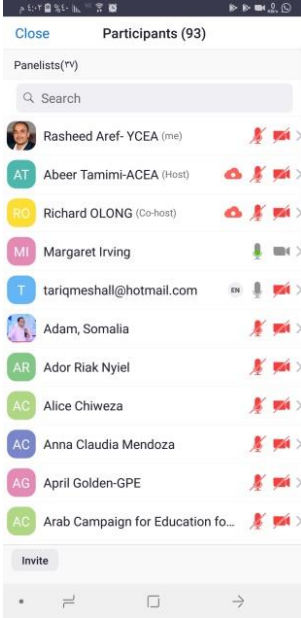 م ٤:٠٢
Close Participants (93)
Panelists(٣٧)
Search
Rasheed Aref- YCEA (me)
AT Abeer Tamimi-ACEA (Host)
RO Richard OLONG (Co-host)
MI Margaret Irving
T tariqmeshall@hotmail.com EN
Adam, Somalia
AR Ador Riak Nyiel
AC Alice Chiweza
AC Anna Claudia Mendoza
AG April Golden-GPE
AC Arab Campaign for Education fo...
Invite